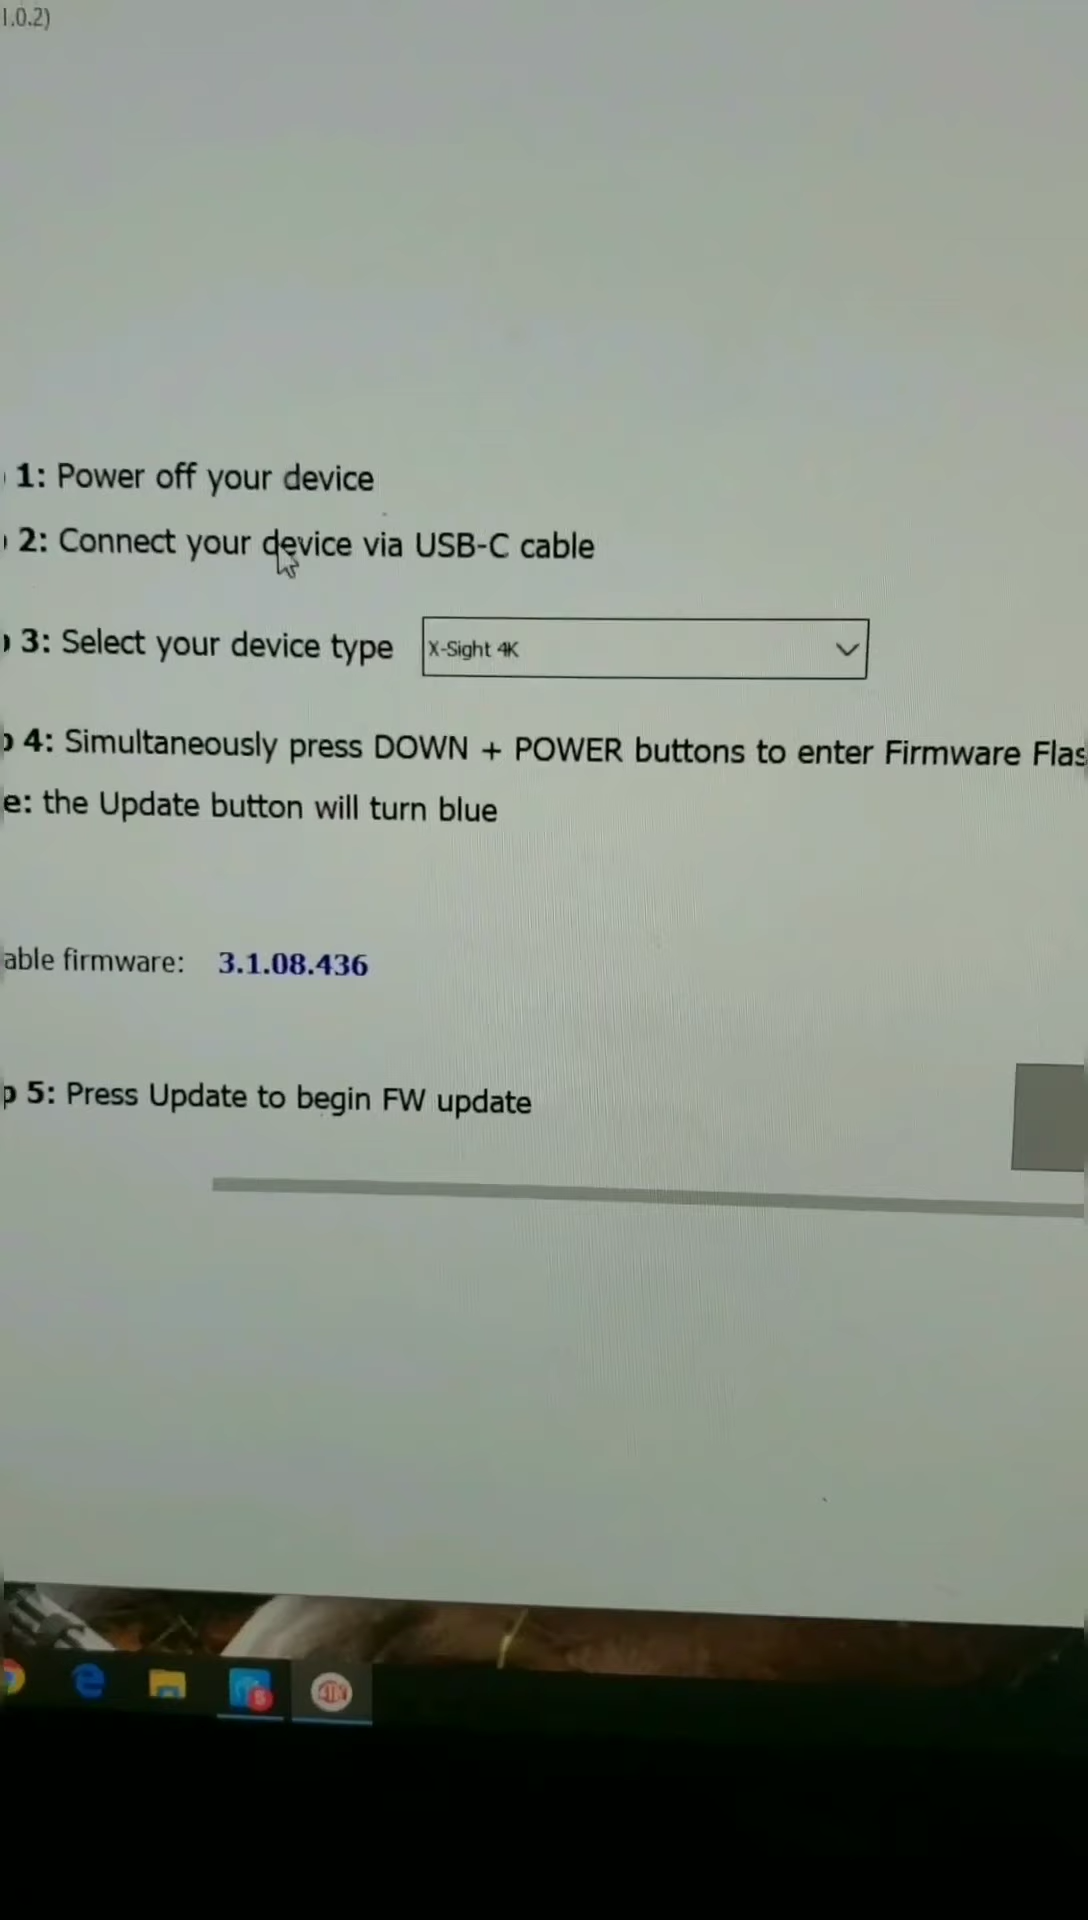 1.0.2)
1: Power off your device
2: Connect your device via USB-C cable
3: Select your device type X-Sight 4K
4: Simultaneously press DOWN + POWER buttons to enter Firmware Flas
e: the Update button will turn blue
able firmware: 3.1.08.436
p 5: Press Update to begin FW update
ATN